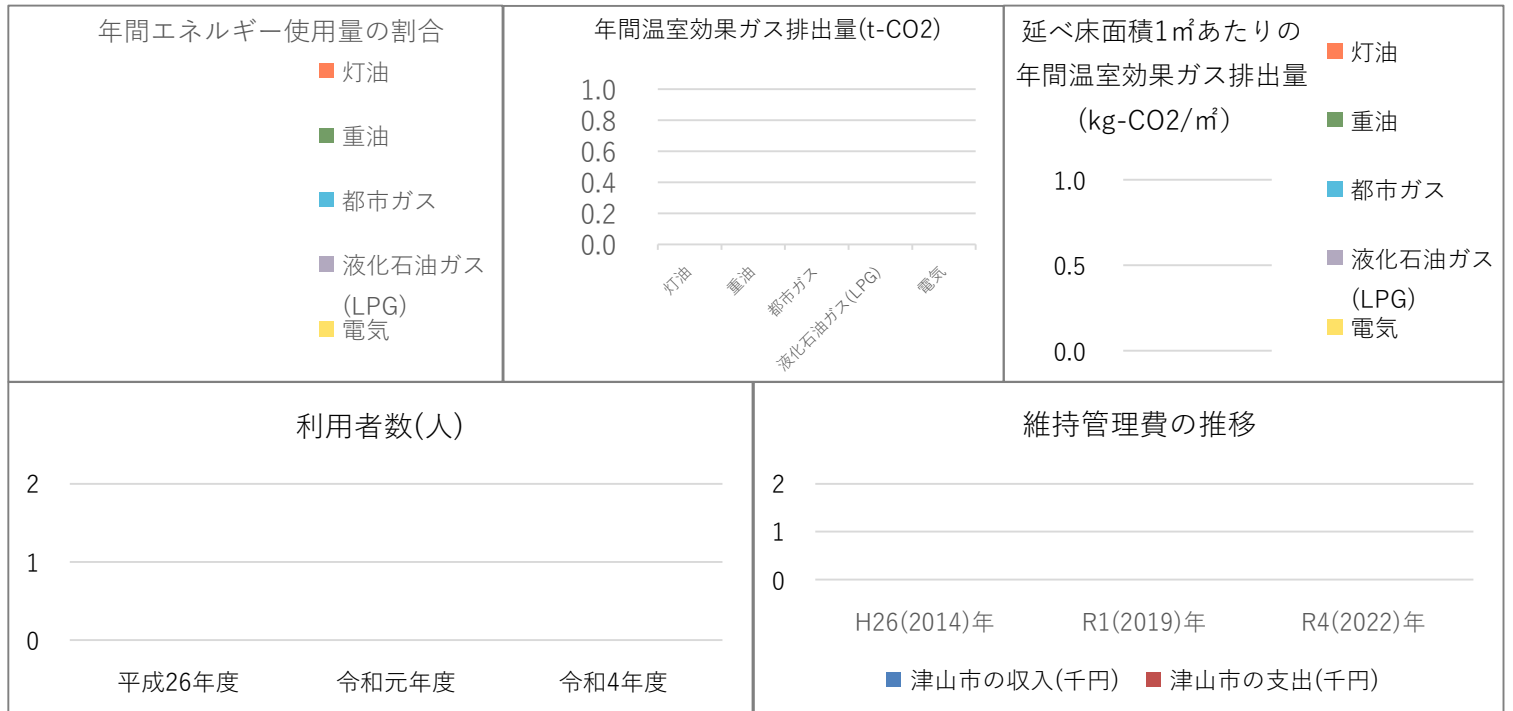 年間エネルギー使用量の割合
灯油
重油
都市ガス
液化石油ガス
(LPG)
電気
年間温室効果ガス排出量(t-CO2)
1.0
0.8
0.6
0.4
0.2
0.0
灯油
重油
都市ガス
液化石油ガス(LPG)
電気
延べ床面積1㎡あたりの
年間温室効果ガス排出量
(kg-CO2/㎡)
1.0
0.5
0.0
灯油
重油
都市ガス
液化石油ガス
(LPG)
電気
利用者数(人)
2
1
0
平成26年度 令和元年度 令和4年度
維持管理費の推移
2
1
0
H26(2014)年 R1(2019)年 R4(2022)年
津山市の収入(千円) 津山市の支出(千円)